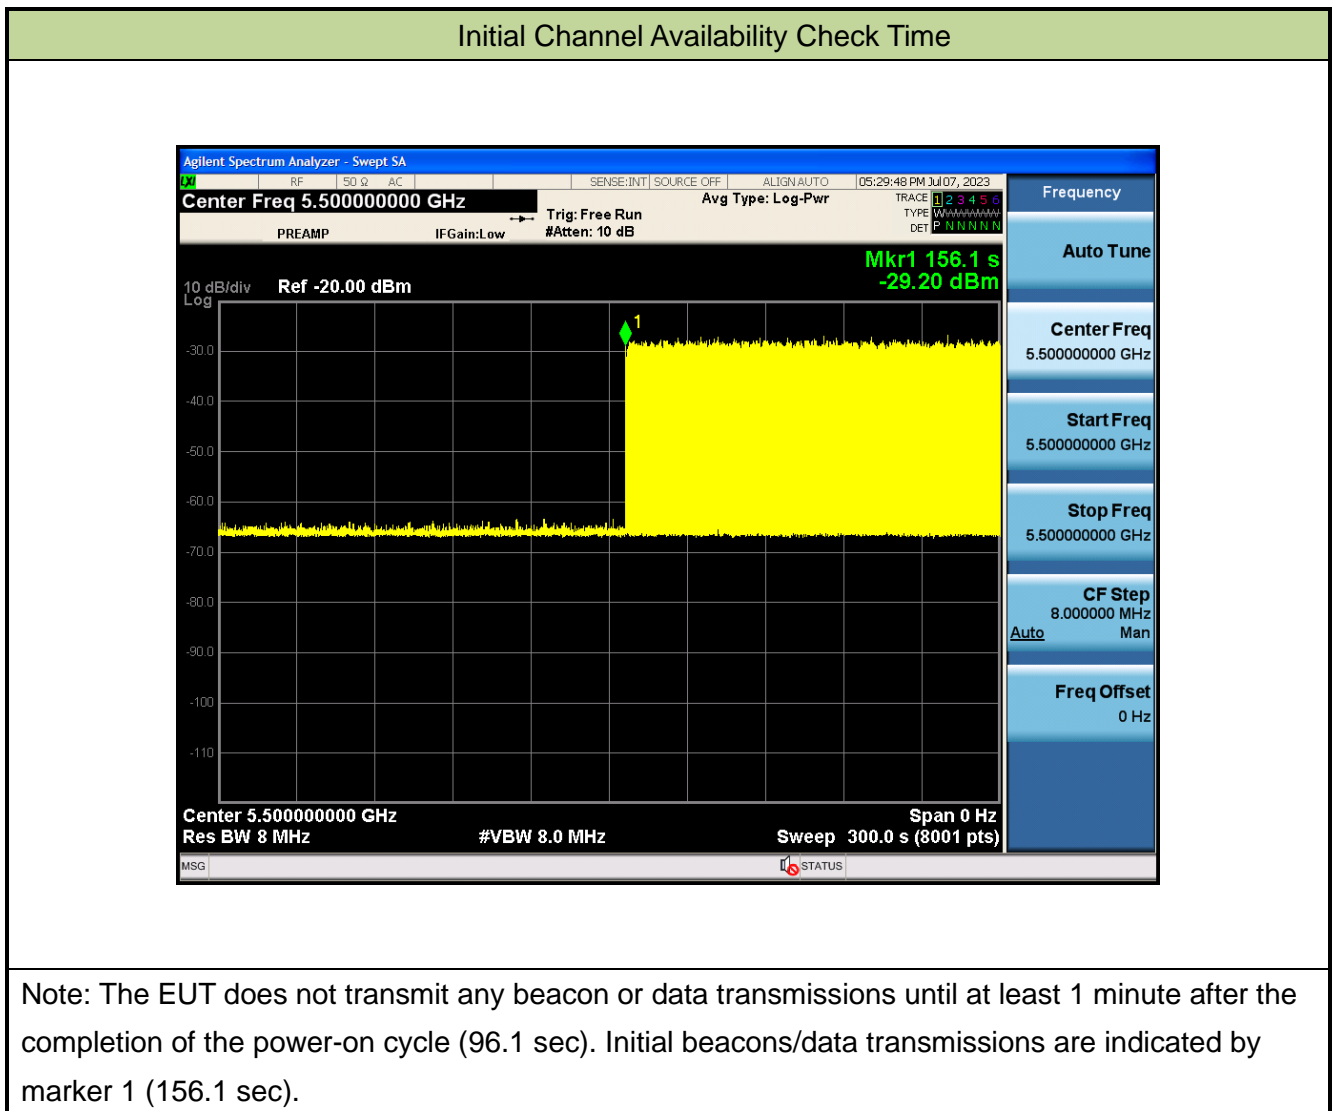 Initial Channel Availability Check Time
Agilent Spectrum Analyzer - Swept SA
LXI RF 50 Ω AC SENSE:INT SOURCE OFF ALIGN AUTO 05:29:48 PM Jul 07, 2023
Center Freq 5.500000000 GHz
Avg Type: Log-Pwr
TRACE 1 2 3 4 5 6
Trig: Free Run
TYPE WWWWWW
PREAMP
IFGain:Low
#Atten: 10 dB
DET P N N N N N
Mkr1 156.1 s
-29.20 dBm
10 dB/div
Ref -20.00 dBm
Log
1
-30.0
-40.0
-50.0
-60.0
-70.0
-80.0
-90.0
-100
-110
Center 5.500000000 GHz
Span 0 Hz
Res BW 8 MHz
#VBW 8.0 MHz
Sweep 300.0 s (8001 pts)
MSG
STATUS
Frequency
Auto Tune
Center Freq
5.500000000 GHz
Start Freq
5.500000000 GHz
Stop Freq
5.500000000 GHz
CF Step
8.000000 MHz
Auto Man
Freq Offset
0 Hz
Note: The EUT does not transmit any beacon or data transmissions until at least 1 minute after the
completion of the power-on cycle (96.1 sec). Initial beacons/data transmissions are indicated by
marker 1 (156.1 sec).